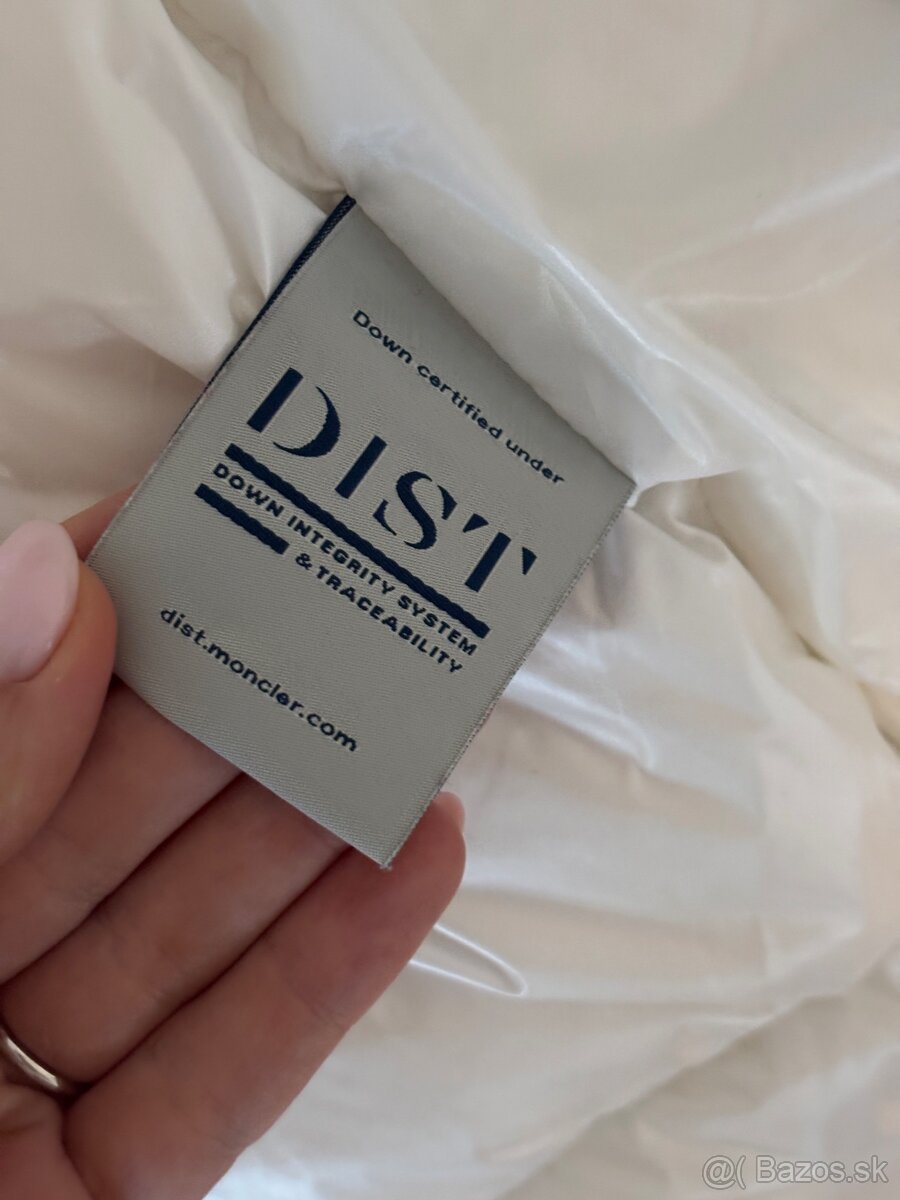 Down certified under
DIST
DOWN INTEGRITY SYSTEM
& TRACEABILITY
dist.moncler.com
@( Bazos.sk